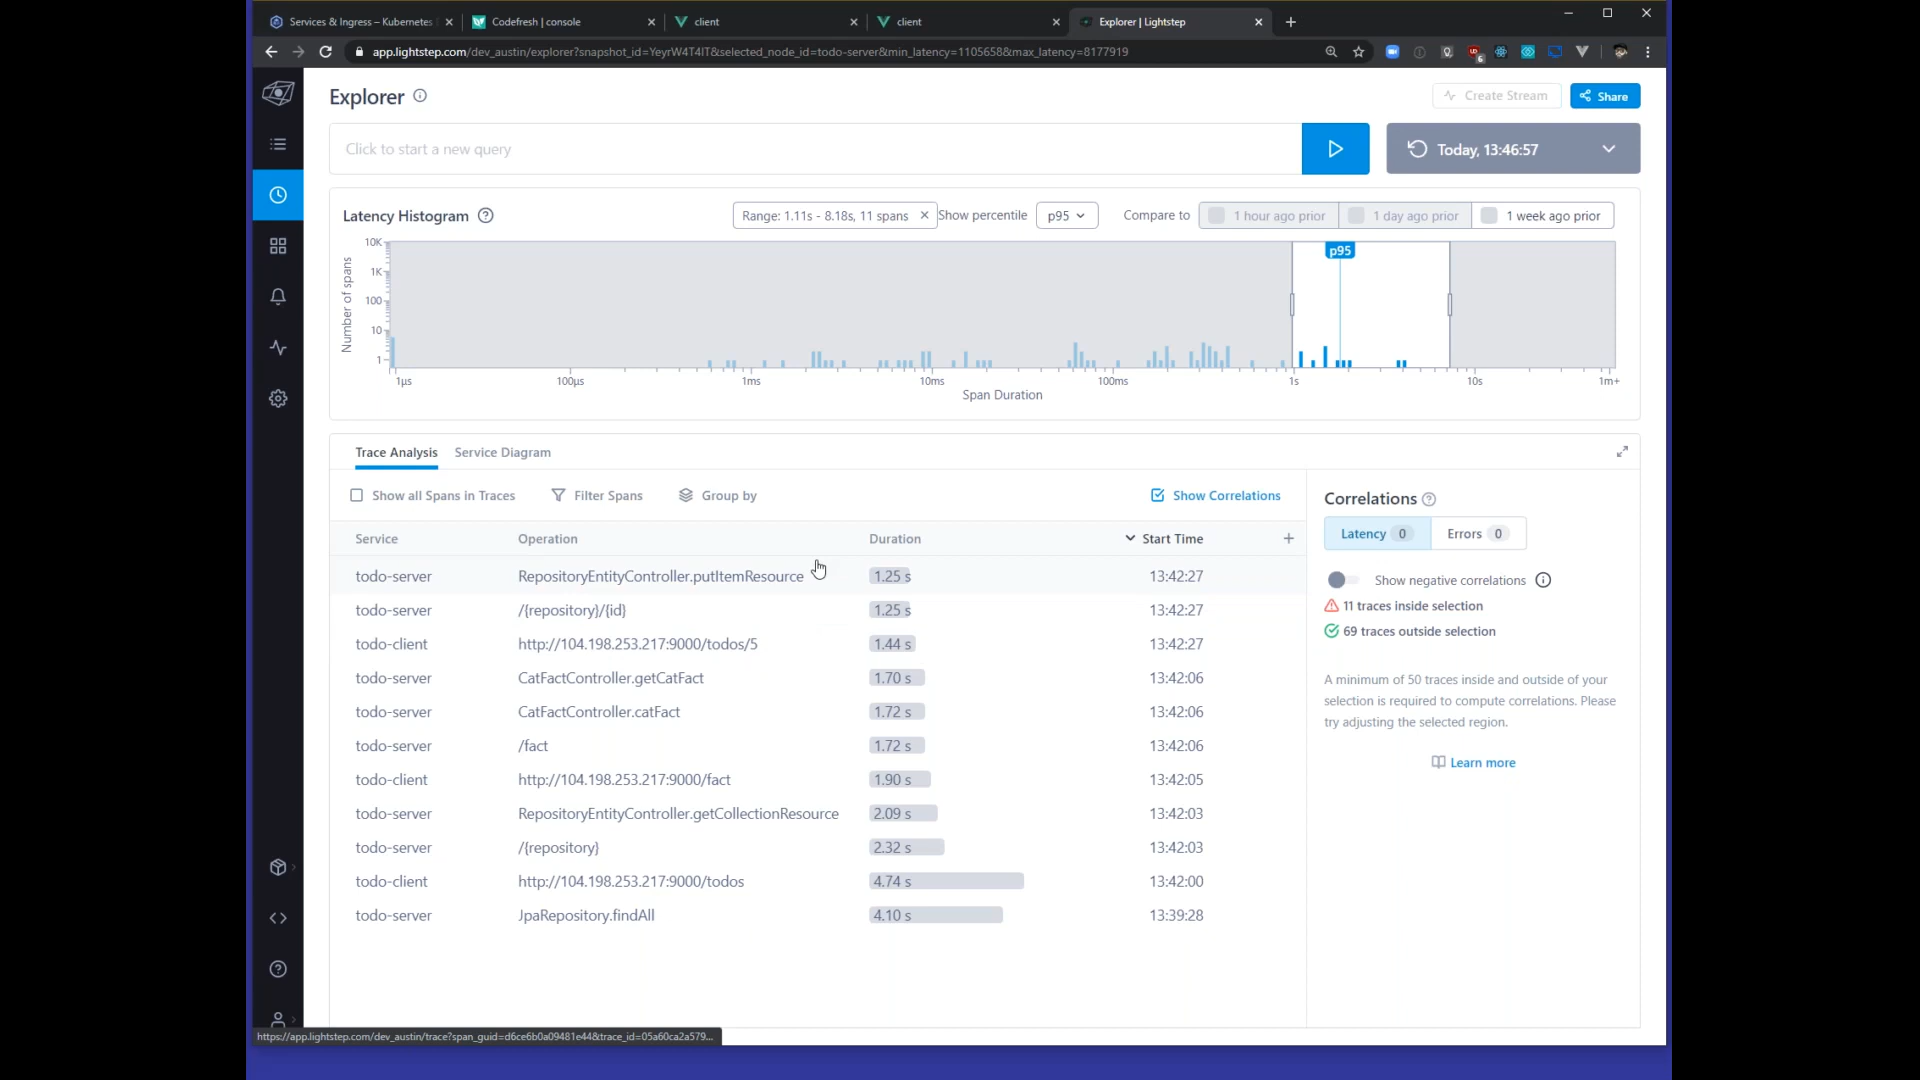 Services & Ingress – Kubernetes
Codefresh | console
client
client
Explorer | Lightstep
app.lightstep.com/dev_austin/explorer?snapshot_id=YeyrW4T4IT&selected_node_id=todo-server&min_latency=1105658&max_latency=8177919
6
Explorer
Create Stream
Share
Click to start a new query
Today, 13:46:57
Latency Histogram
Range: 1.11s - 8.18s, 11 spans
Show percentile
p95
Compare to
1 hour ago prior
1 day ago prior
1 week ago prior
Number of spans
10K
1K
100
10
1
p95
1µs
100µs
1ms
10ms
100ms
1s
10s
1m+
Span Duration
Trace Analysis
Service Diagram
Show all Spans in Traces
Filter Spans
Group by
Show Correlations
Service Operation Duration Start Time
todo-server RepositoryEntityController.putItemResource 1.25 s 13:42:27
todo-server /{repository}/{id} 1.25 s 13:42:27
todo-client http://104.198.253.217:9000/todos/5 1.44 s 13:42:27
todo-server CatFactController.getCatFact 1.70 s 13:42:06
todo-server CatFactController.catFact 1.72 s 13:42:06
todo-server /fact 1.72 s 13:42:06
todo-client http://104.198.253.217:9000/fact 1.90 s 13:42:05
todo-server RepositoryEntityController.getCollectionResource 2.09 s 13:42:03
todo-server /{repository} 2.32 s 13:42:03
todo-client http://104.198.253.217:9000/todos 4.74 s 13:42:00
todo-server JpaRepository.findAll 4.10 s 13:39:28
Correlations
Latency 0
Errors 0
Show negative correlations
11 traces inside selection
69 traces outside selection
A minimum of 50 traces inside and outside of your
selection is required to compute correlations. Please
try adjusting the selected region.
Learn more
https://app.lightstep.com/dev_austin/trace?span_guid=d6ce6b0a09481e44&trace_id=05a60ca2a579...